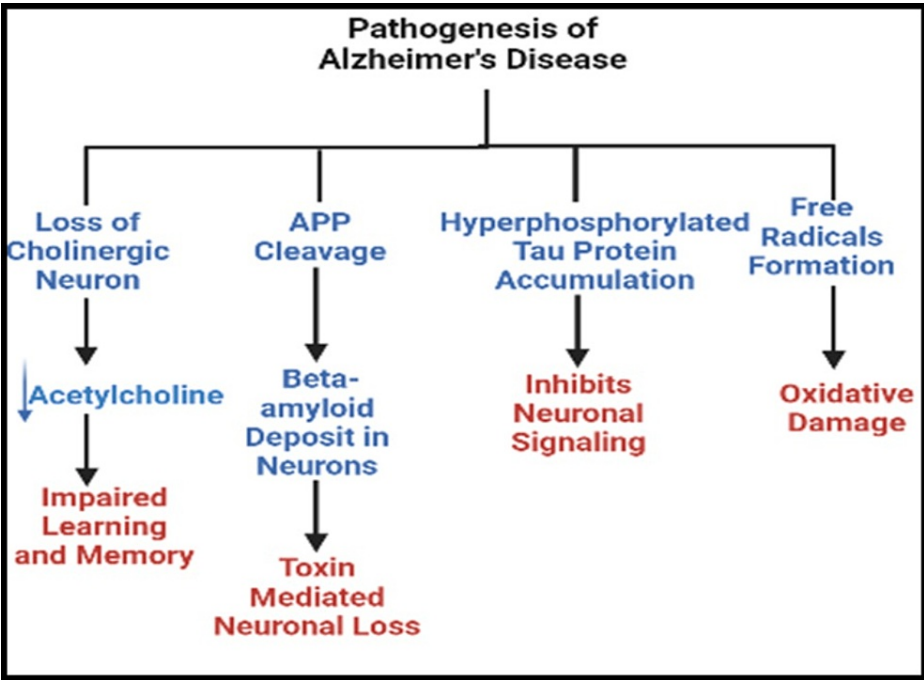 Pathogenesis of
Alzheimer's Disease
Loss of
Cholinergic
Neuron
Acetylcholine
Impaired
Learning
and Memory
APP
Cleavage
Beta-
amyloid
Deposit in
Neurons
Toxin
Mediated
Neuronal Loss
Hyperphosphorylated
Tau Protein
Accumulation
Inhibits
Neuronal
Signaling
Free
Radicals
Formation
Oxidative
Damage